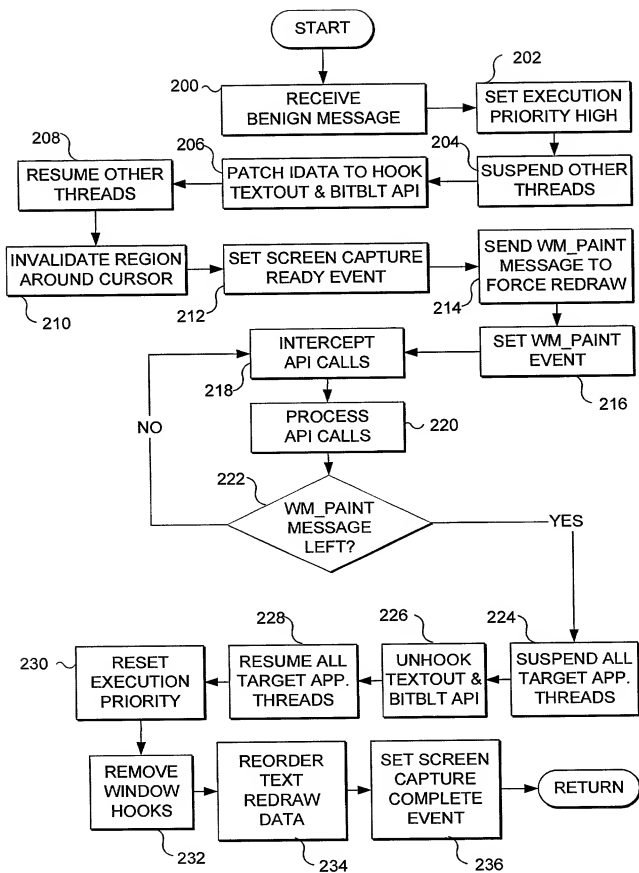 START
200
RECEIVE
BENIGN MESSAGE
202
SET EXECUTION
PRIORITY HIGH
204
SUSPEND OTHER
THREADS
206
PATCH IDATA TO HOOK
TEXTOUT & BITBLT API
208
RESUME OTHER
THREADS
INVALIDATE REGION
AROUND CURSOR
210
SET SCREEN CAPTURE
READY EVENT
212
SEND WM_PAINT
MESSAGE TO
FORCE REDRAW
214
SET WM_PAINT
EVENT
216
INTERCEPT
API CALLS
218
PROCESS
API CALLS
220
NO
222
WM_PAINT
MESSAGE
LEFT?
YES
224
SUSPEND ALL
TARGET APP.
THREADS
226
UNHOOK
TEXTOUT &
BITBLT API
228
RESUME ALL
TARGET APP.
THREADS
230
RESET
EXECUTION
PRIORITY
REMOVE
WINDOW
HOOKS
232
REORDER
TEXT
REDRAW
DATA
234
SET SCREEN
CAPTURE
COMPLETE
EVENT
236
RETURN